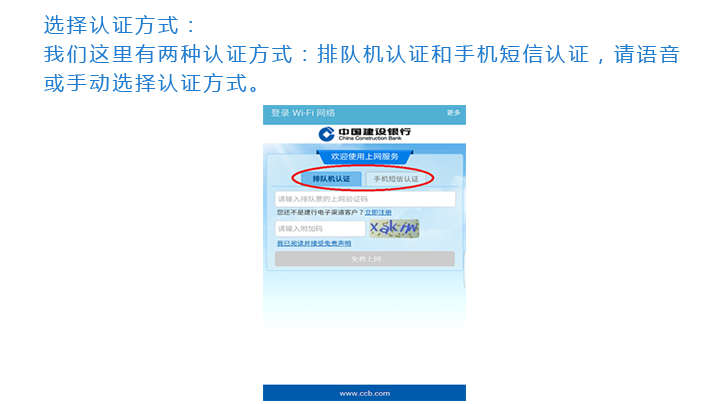 选择认证方式：
我们这里有两种认证方式：排队机认证和手机短信认证，请语音
或手动选择认证方式。
登录 Wi-Fi 网络 更多
中国建设银行
China Construction Bank
欢迎使用上网服务
排队机认证 手机短信认证
请输入排队票的上网验证码
您还不是建行电子渠道客户？立即注册
请输入附加码
我已阅读并接受免责声明
免费上网
www.ccb.com